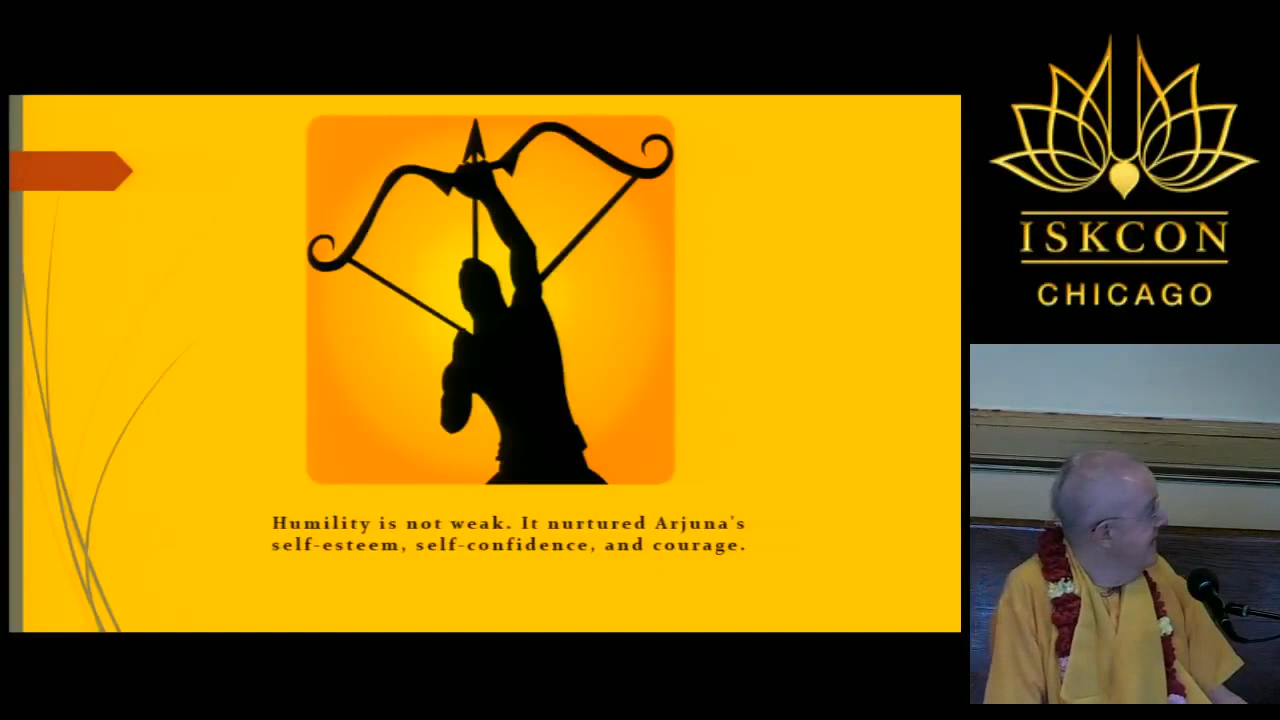 ISKCON
CHICAGO
Humility is not weak. It nurtured Arjuna's
self-esteem, self-confidence, and courage.